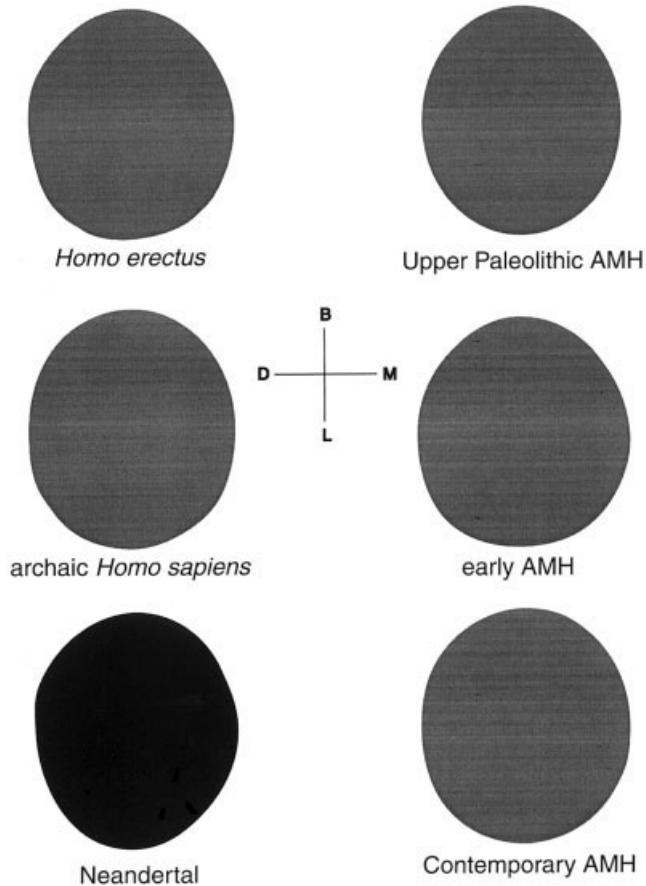 Homo erectus
Upper Paleolithic AMH
B
D
M
L
archaic Homo sapiens
early AMH
Neandertal
Contemporary AMH